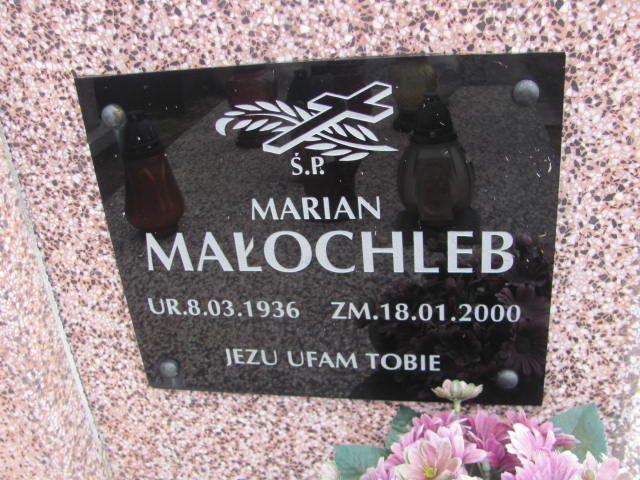 Ś.P.
MARIAN
MAŁOCHLEB
UR.8.03.1936 ZM.18.01.2000
JEZU UFAM TOBIE